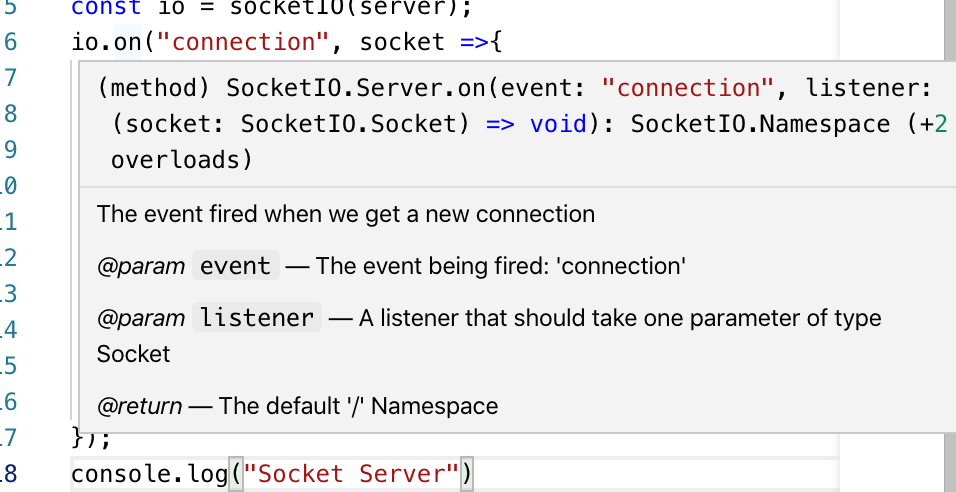 5 const io = socketIO(server);
6 io.on("connection", socket =>{
7
(method) SocketIO.Server.on(event: "connection", listener:
8
(socket: SocketIO.Socket) => void): SocketIO.Namespace (+2
9
overloads)
10
11
The event fired when we get a new connection
12
@param event — The event being fired: 'connection'
13
@param listener — A listener that should take one parameter of type
14
Socket
15
16
@return — The default '/' Namespace
17 });
18 console.log("Socket Server")